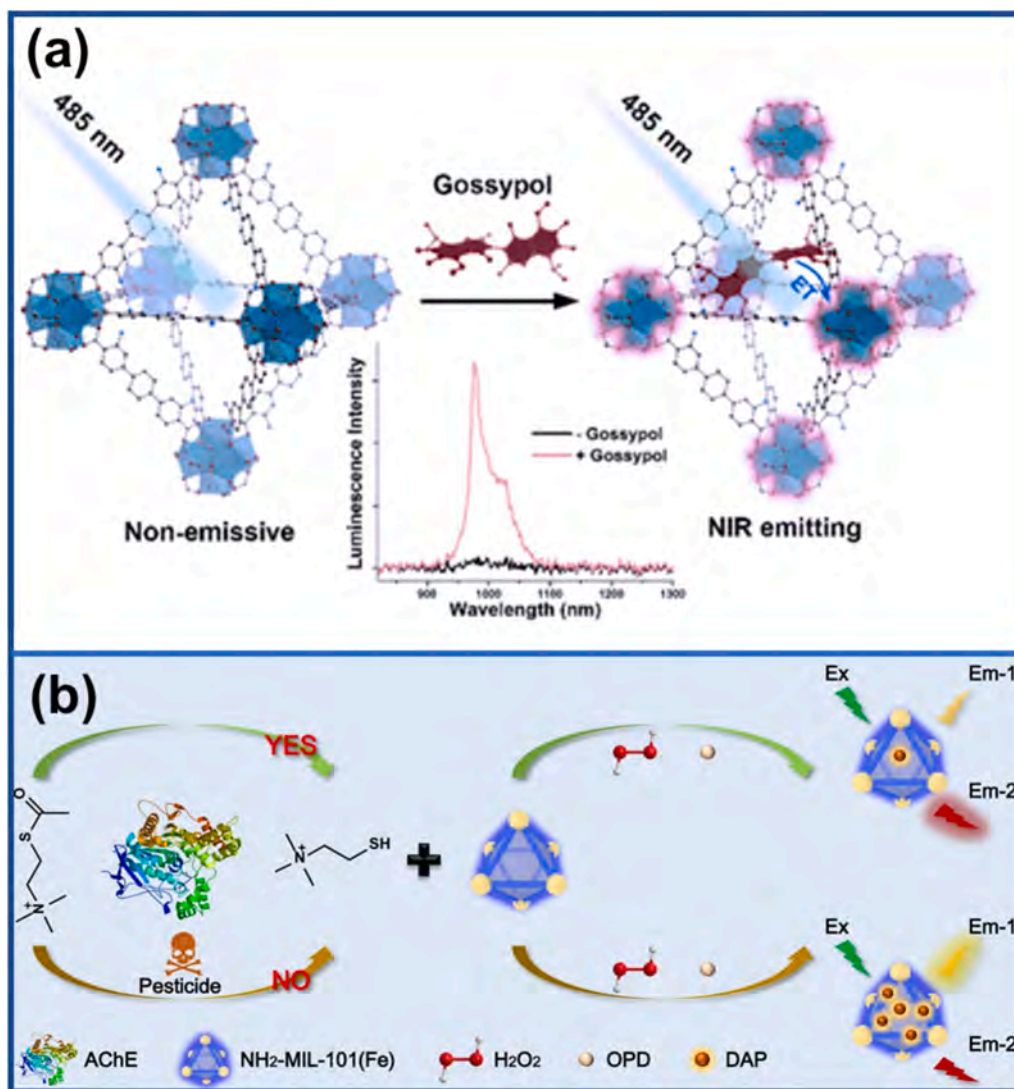 (a)
485 nm
485 nm
Gossypol
ET
Luminescence Intensity
- Gossypol
+ Gossypol
900 1000 1100 1200 1300
Wavelength (nm)
Non-emissive
NIR emitting
(b)
YES
Ex
Em-1
Em-2
O
S
N+
N+
SH
Pesticide
NO
Ex
Em-1
Em-2
AChE
NH2-MIL-101(Fe)
H2O2
OPD
DAP